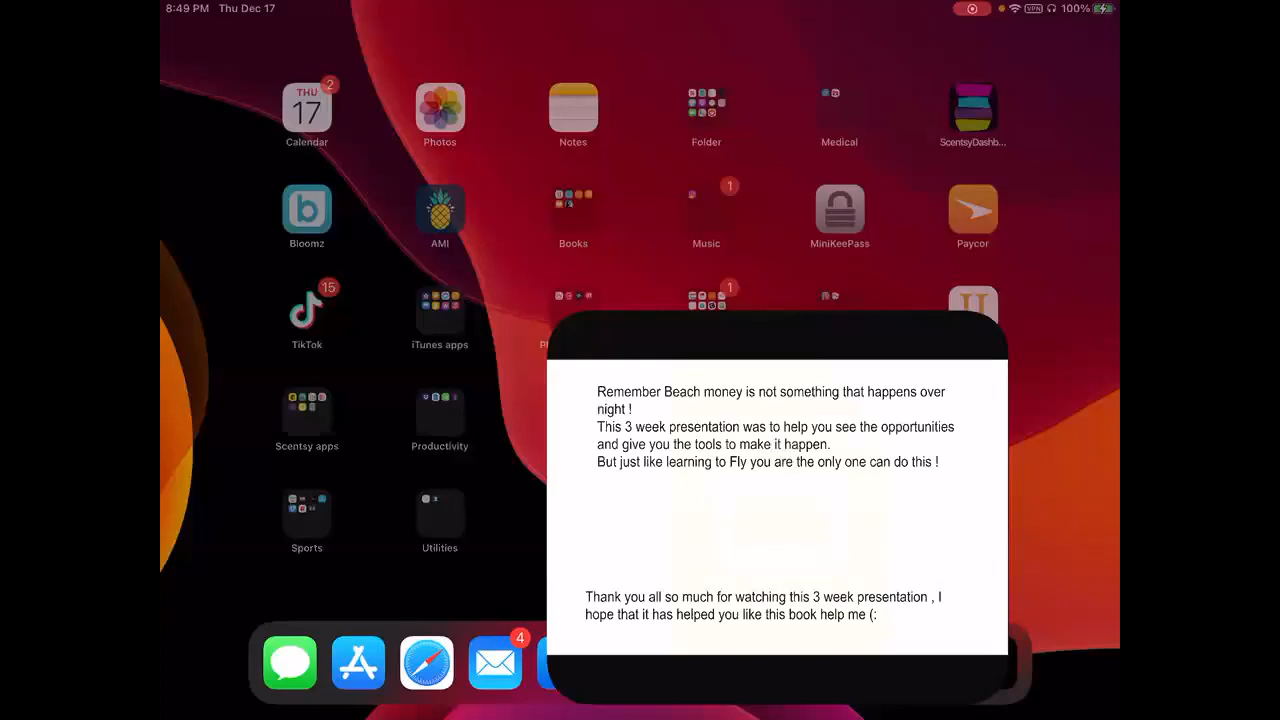 8:49 PM Thu Dec 17
VPN 100%
2
THU
17
Calendar
Photos
Notes
Folder
Medical
ScentsyDashb...
1
b
Bloomz
AMI
Books
Music
MiniKeePass
Paycor
15
1
TikTok
iTunes apps
Scentsy apps
Productivity
Sports
Utilities
4
Remember Beach money is not something that happens over
night !
This 3 week presentation was to help you see the opportunities
and give you the tools to make it happen.
But just like learning to Fly you are the only one can do this !
Thank you all so much for watching this 3 week presentation , I
hope that it has helped you like this book help me (: